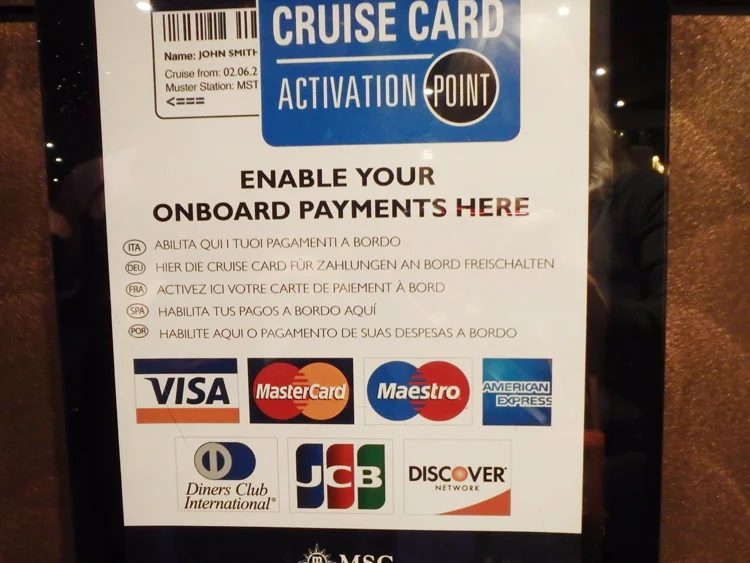 CRUISE CARD
ACTIVATION POINT
Name: JOHN SMITH
Cruise from: 02.06.2
Muster Station: MST
<===
ENABLE YOUR
ONBOARD PAYMENTS HERE
ITA ABILITA QUI I TUOI PAGAMENTI A BORDO
DEU HIER DIE CRUISE CARD FÜR ZAHLUNGEN AN BORD FREISCHALTEN
FRA ACTIVEZ ICI VOTRE CARTE DE PAIEMENT À BORD
SPA HABILITA TUS PAGOS A BORDO AQUÍ
POR HABILITE AQUI O PAGAMENTO DE SUAS DESPESAS A BORDO
VISA MasterCard Maestro AMERICAN
EXPRESS
Diners Club
International® JCB DISCOVER®
NETWORK
MSC